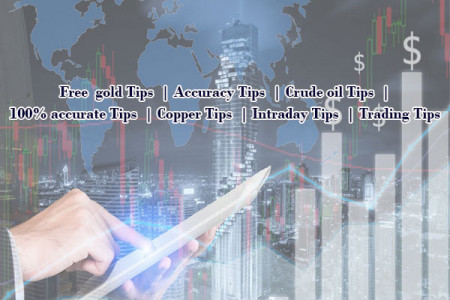 Free gold Tips | Accuracy Tips | Crude oil Tips |
100% accurate Tips | Copper Tips | Intraday Tips | Trading Tips
$
$
$
$